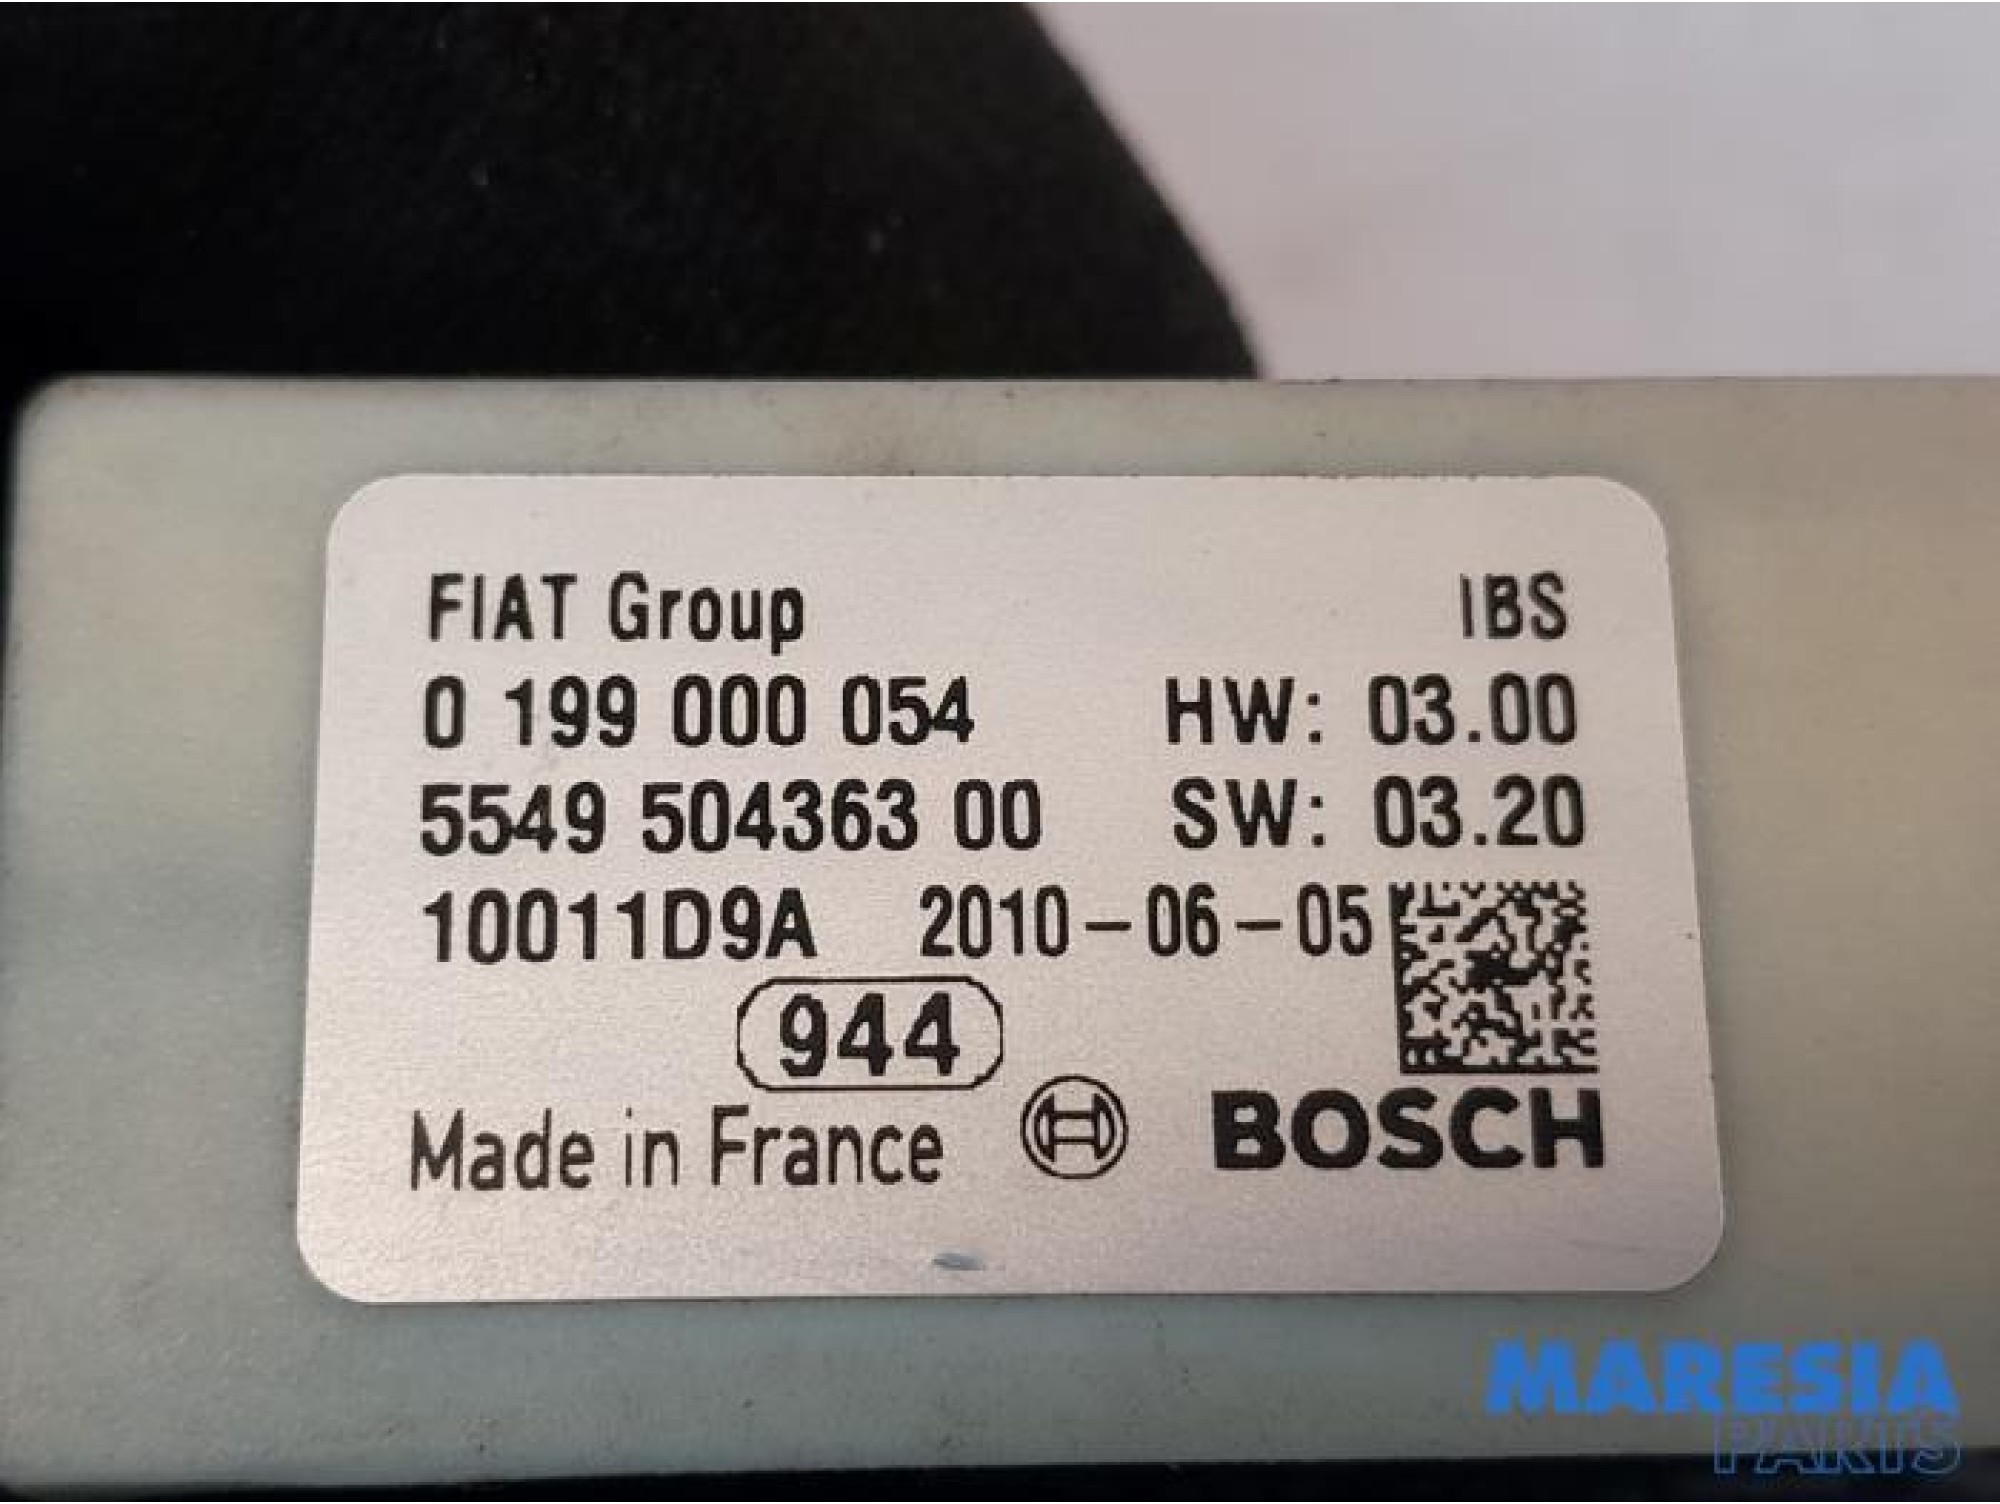 FIAT Group IBS
0 199 000 054 HW: 03.00
5549 504363 00 SW: 03.20
10011D9A 2010-06-05
944
Made in France BOSCH
MARESIA
PARTS